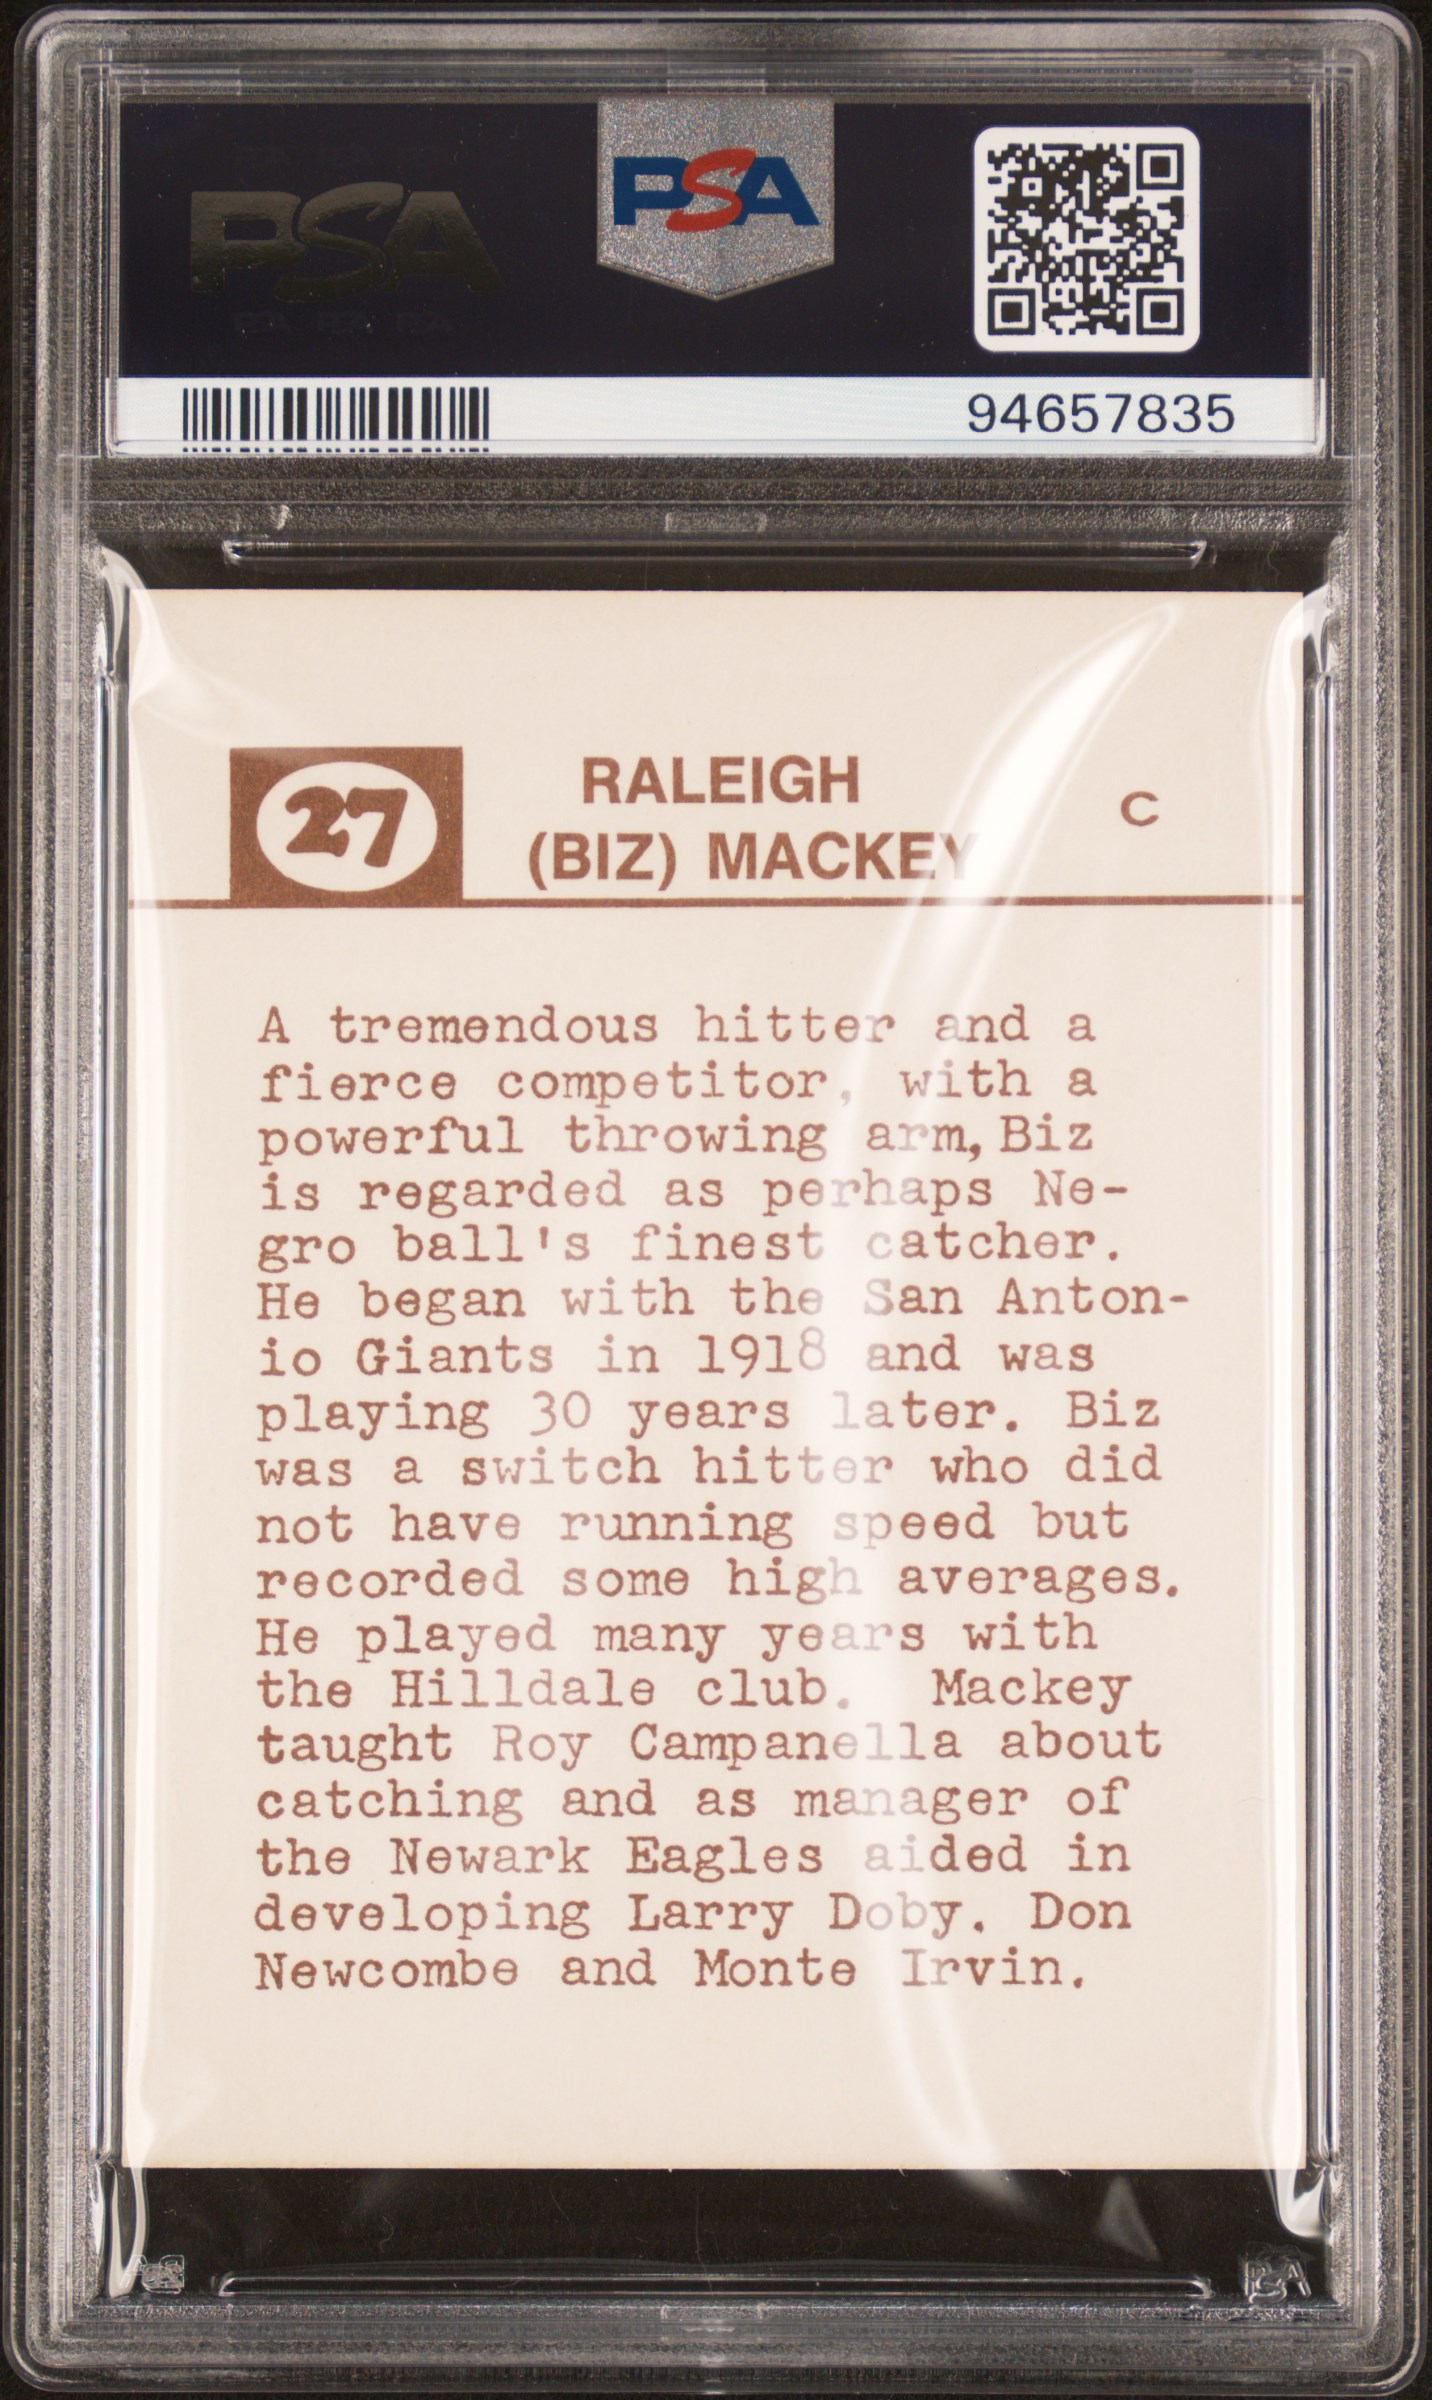 PSA
PSA
94657835
27
RALEIGH
(BIZ) MACKEY
C
A tremendous hitter and a
fierce competitor, with a
powerful throwing arm, Biz
is regarded as perhaps Ne-
gro ball's finest catcher.
He began with the San Anton-
io Giants in 1918 and was
playing 30 years later. Biz
was a switch hitter who did
not have running speed but
recorded some high averages.
He played many years with
the Hilldale club. Mackey
taught Roy Campanella about
catching and as manager of
the Newark Eagles aided in
developing Larry Doby. Don
Newcombe and Monte Irvin.
PSA